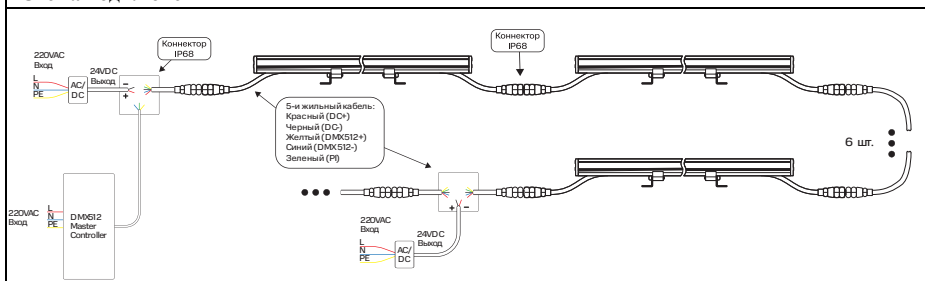 Коннектор
IP68
Коннектор
IP68
220VAC
Вход
L
N
PE
AC/
DC
24VDC
Выход
−
+
5-и жильный кабель:
Красный (DC+)
Черный (DC-)
Желтый (DMX512+)
Синий (DMX512-)
Зеленый (PI)
6 шт.
220VAC
Вход
L
N
PE
DMX512
Master
Controller
+ −
220VAC
Вход
L
N
PE
AC/
DC
24VDC
Выход